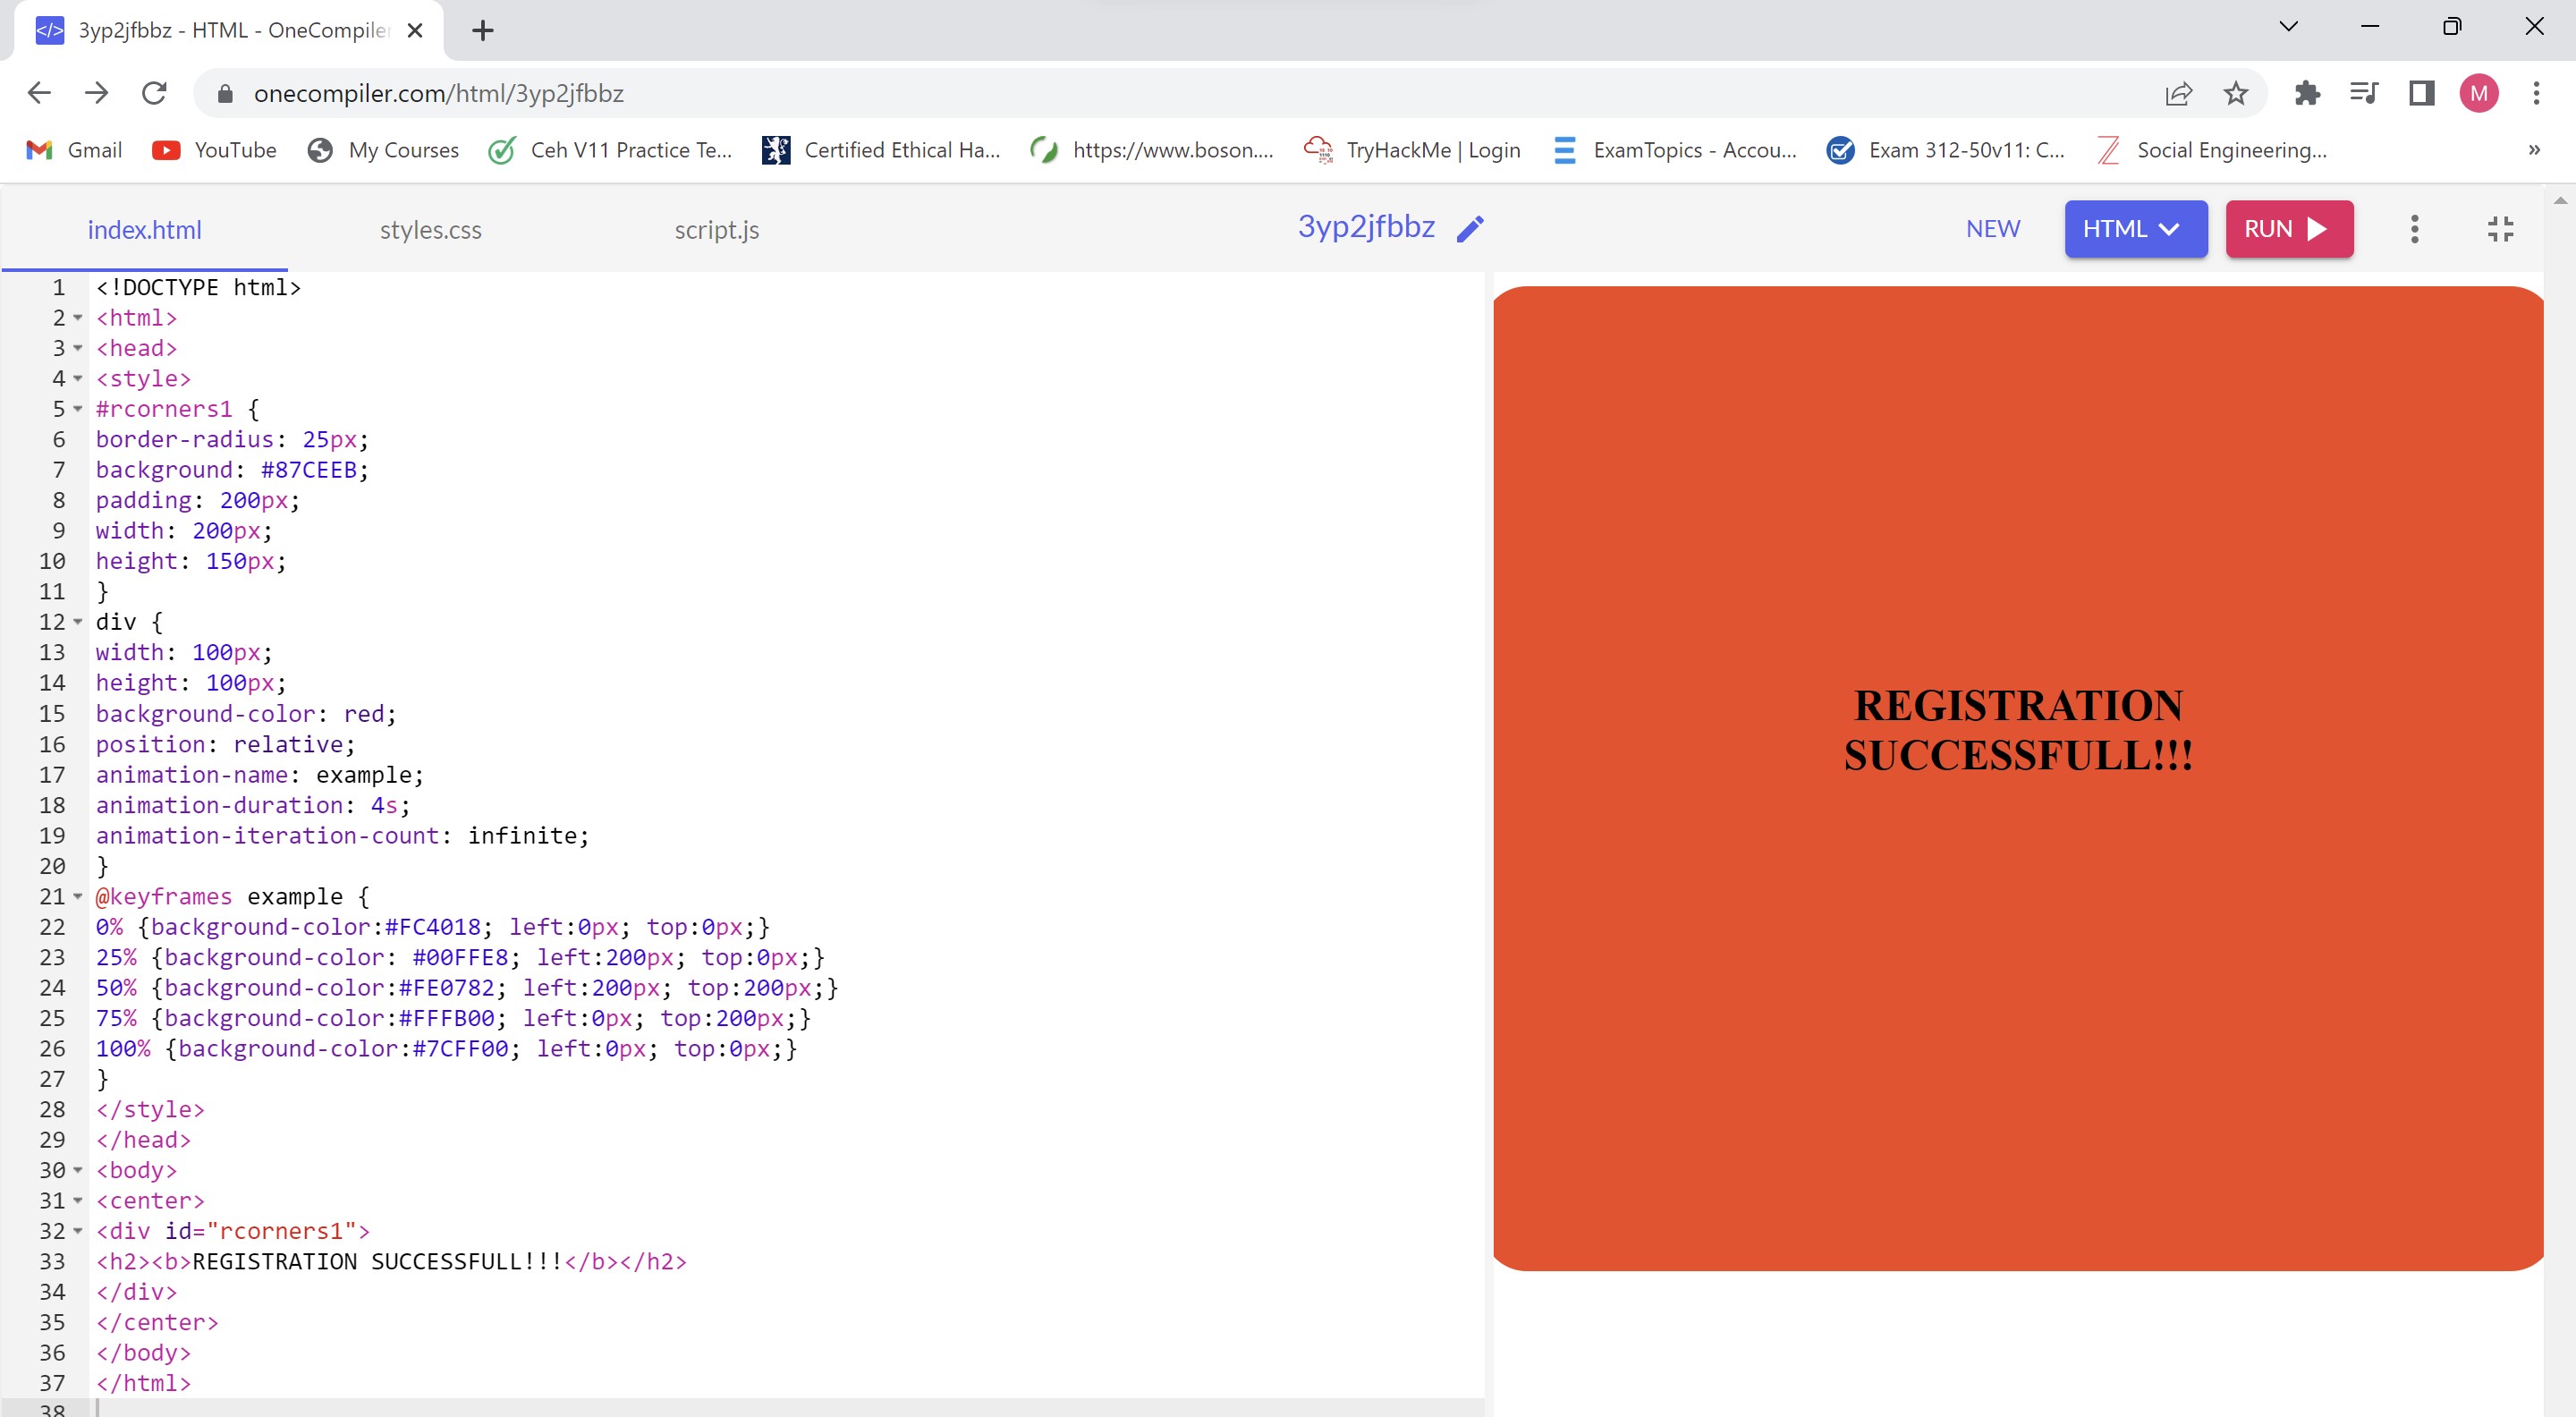 3yp2jfbbz - HTML - OneCompiler
onecompiler.com/html/3yp2jfbbz
M
Gmail YouTube My Courses Ceh V11 Practice Te... Certified Ethical Ha... https://www.boson.... TryHackMe | Login ExamTopics - Accou... Exam 312-50v11: C... Social Engineering... »
index.html styles.css script.js 3yp2jfbbz NEW HTML RUN
1 <!DOCTYPE html>
2 <html>
3 <head>
4 <style>
5 #rcorners1 {
6 border-radius: 25px;
7 background: #87CEEB;
8 padding: 200px;
9 width: 200px;
10 height: 150px;
11 }
12 div {
13 width: 100px;
14 height: 100px;
15 background-color: red;
16 position: relative;
17 animation-name: example;
18 animation-duration: 4s;
19 animation-iteration-count: infinite;
20 }
21 @keyframes example {
22 0% {background-color:#FC4018; left:0px; top:0px;}
23 25% {background-color: #00FFE8; left:200px; top:0px;}
24 50% {background-color:#FE0782; left:200px; top:200px;}
25 75% {background-color:#FFFB00; left:0px; top:200px;}
26 100% {background-color:#7CFF00; left:0px; top:0px;}
27 }
28 </style>
29 </head>
30 <body>
31 <center>
32 <div id="rcorners1">
33 <h2><b>REGISTRATION SUCCESSFULL!!!</b></h2>
34 </div>
35 </center>
36 </body>
37 </html>
38
REGISTRATION
SUCCESSFULL!!!